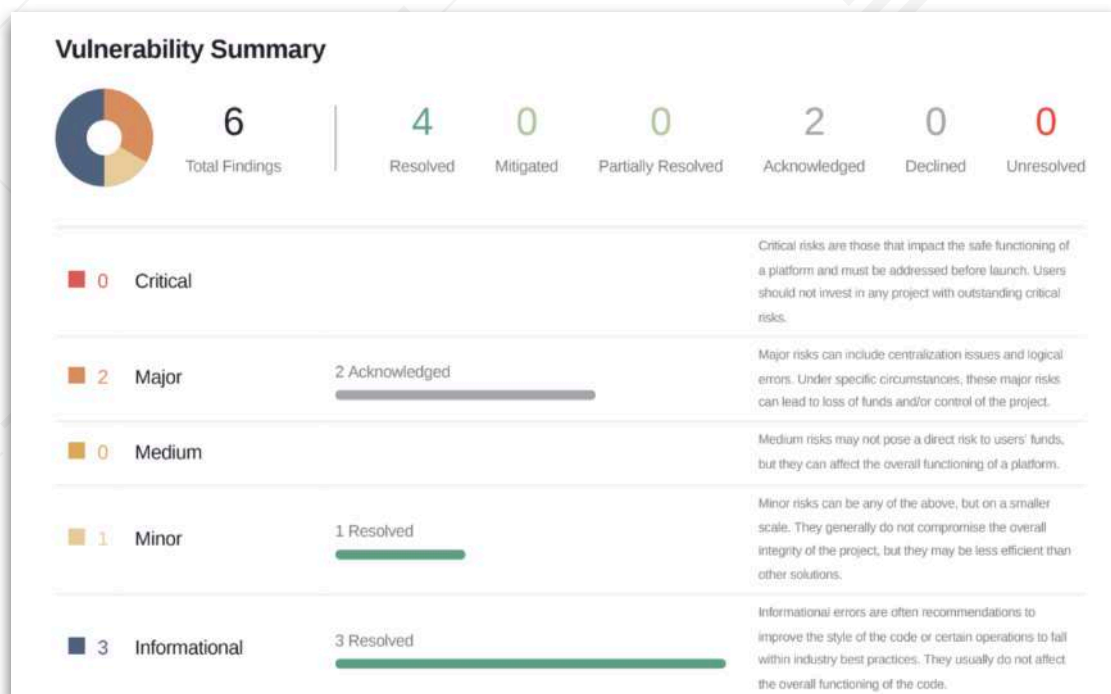 Vulnerability Summary
6
Total Findings
4
Resolved
0
Mitigated
0
Partially Resolved
2
Acknowledged
0
Declined
0
Unresolved
0 Critical
Critical risks are those that impact the safe functioning of
a platform and must be addressed before launch. Users
should not invest in any project with outstanding critical
risks.
2 Major
2 Acknowledged
Major risks can include centralization issues and logical
errors. Under specific circumstances, these major risks
can lead to loss of funds and/or control of the project.
0 Medium
Medium risks may not pose a direct risk to users' funds,
but they can affect the overall functioning of a platform.
1 Minor
1 Resolved
Minor risks can be any of the above, but on a smaller
scale. They generally do not compromise the overall
integrity of the project, but they may be less efficient than
other solutions.
3 Informational
3 Resolved
Informational errors are often recommendations to
improve the style of the code or certain operations to fall
within industry best practices. They usually do not affect
the overall functioning of the code.